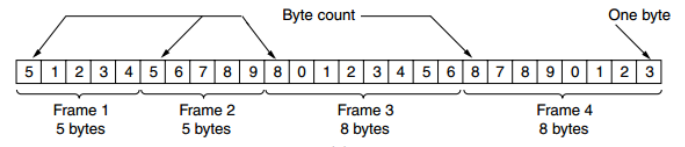 Byte count One byte
5 1 2 3 4 5 6 7 8 9 8 0 1 2 3 4 5 6 8 7 8 9 0 1 2 3
Frame 1 Frame 2 Frame 3 Frame 4
5 bytes 5 bytes 8 bytes 8 bytes